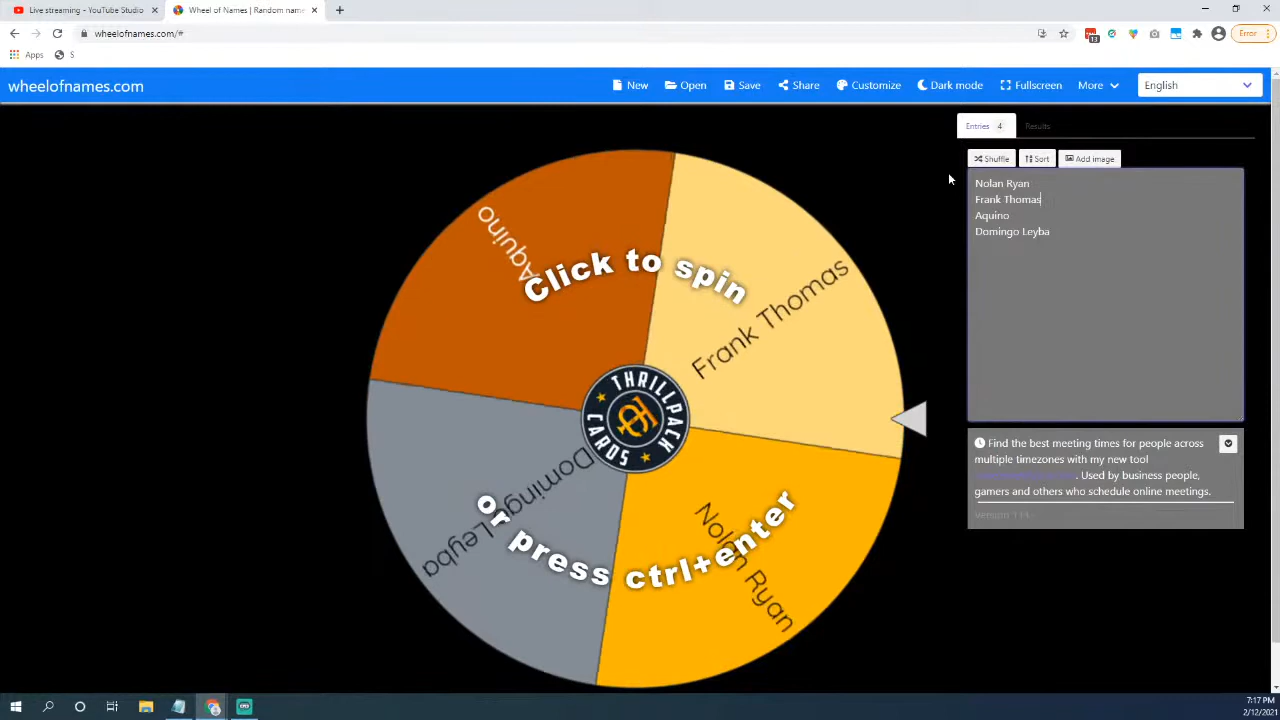 Live streaming - YouTube Studio
Wheel of Names | Random name
wheelofnames.com/#
13
Error
Apps
S
wheelofnames.com
New
Open
Save
Share
Customize
Dark mode
Fullscreen
More
English
Entries 4
Results
Shuffle
Sort
Add image
Nolan Ryan
Frank Thomas
Aquino
Domingo Leyba
Aquino
Click to spin
Frank Thomas
THRILLPACK
CARDS
Domingo Leyba
or press ctrl+enter
Nolan Ryan
Find the best meeting times for people across
multiple timezones with my new tool
. Used by business people,
gamers and others who schedule online meetings.
7:17 PM
2/12/2021